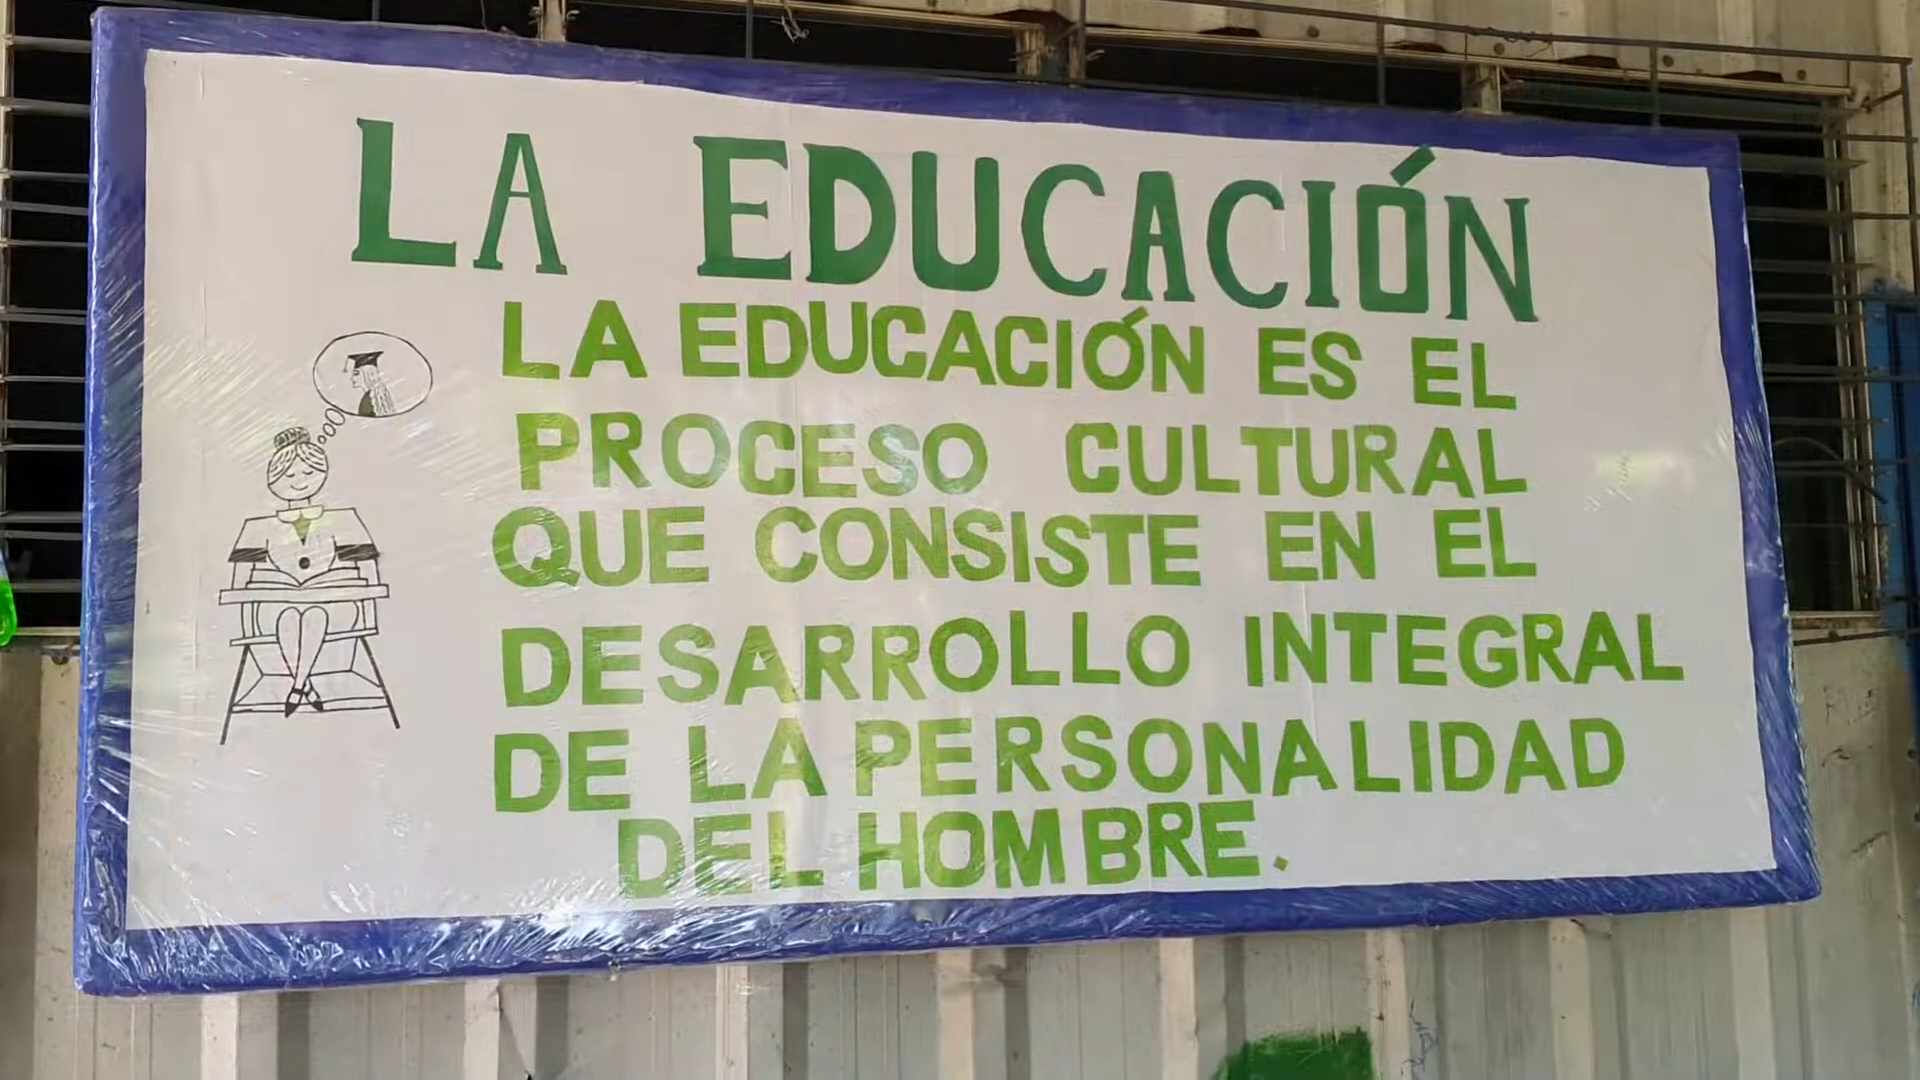 LA EDUCACIÓN
LA EDUCACIÓN ES EL
PROCESO CULTURAL
QUE CONSISTE EN EL
DESARROLLO INTEGRAL
DE LA PERSONALIDAD
DEL HOMBRE.